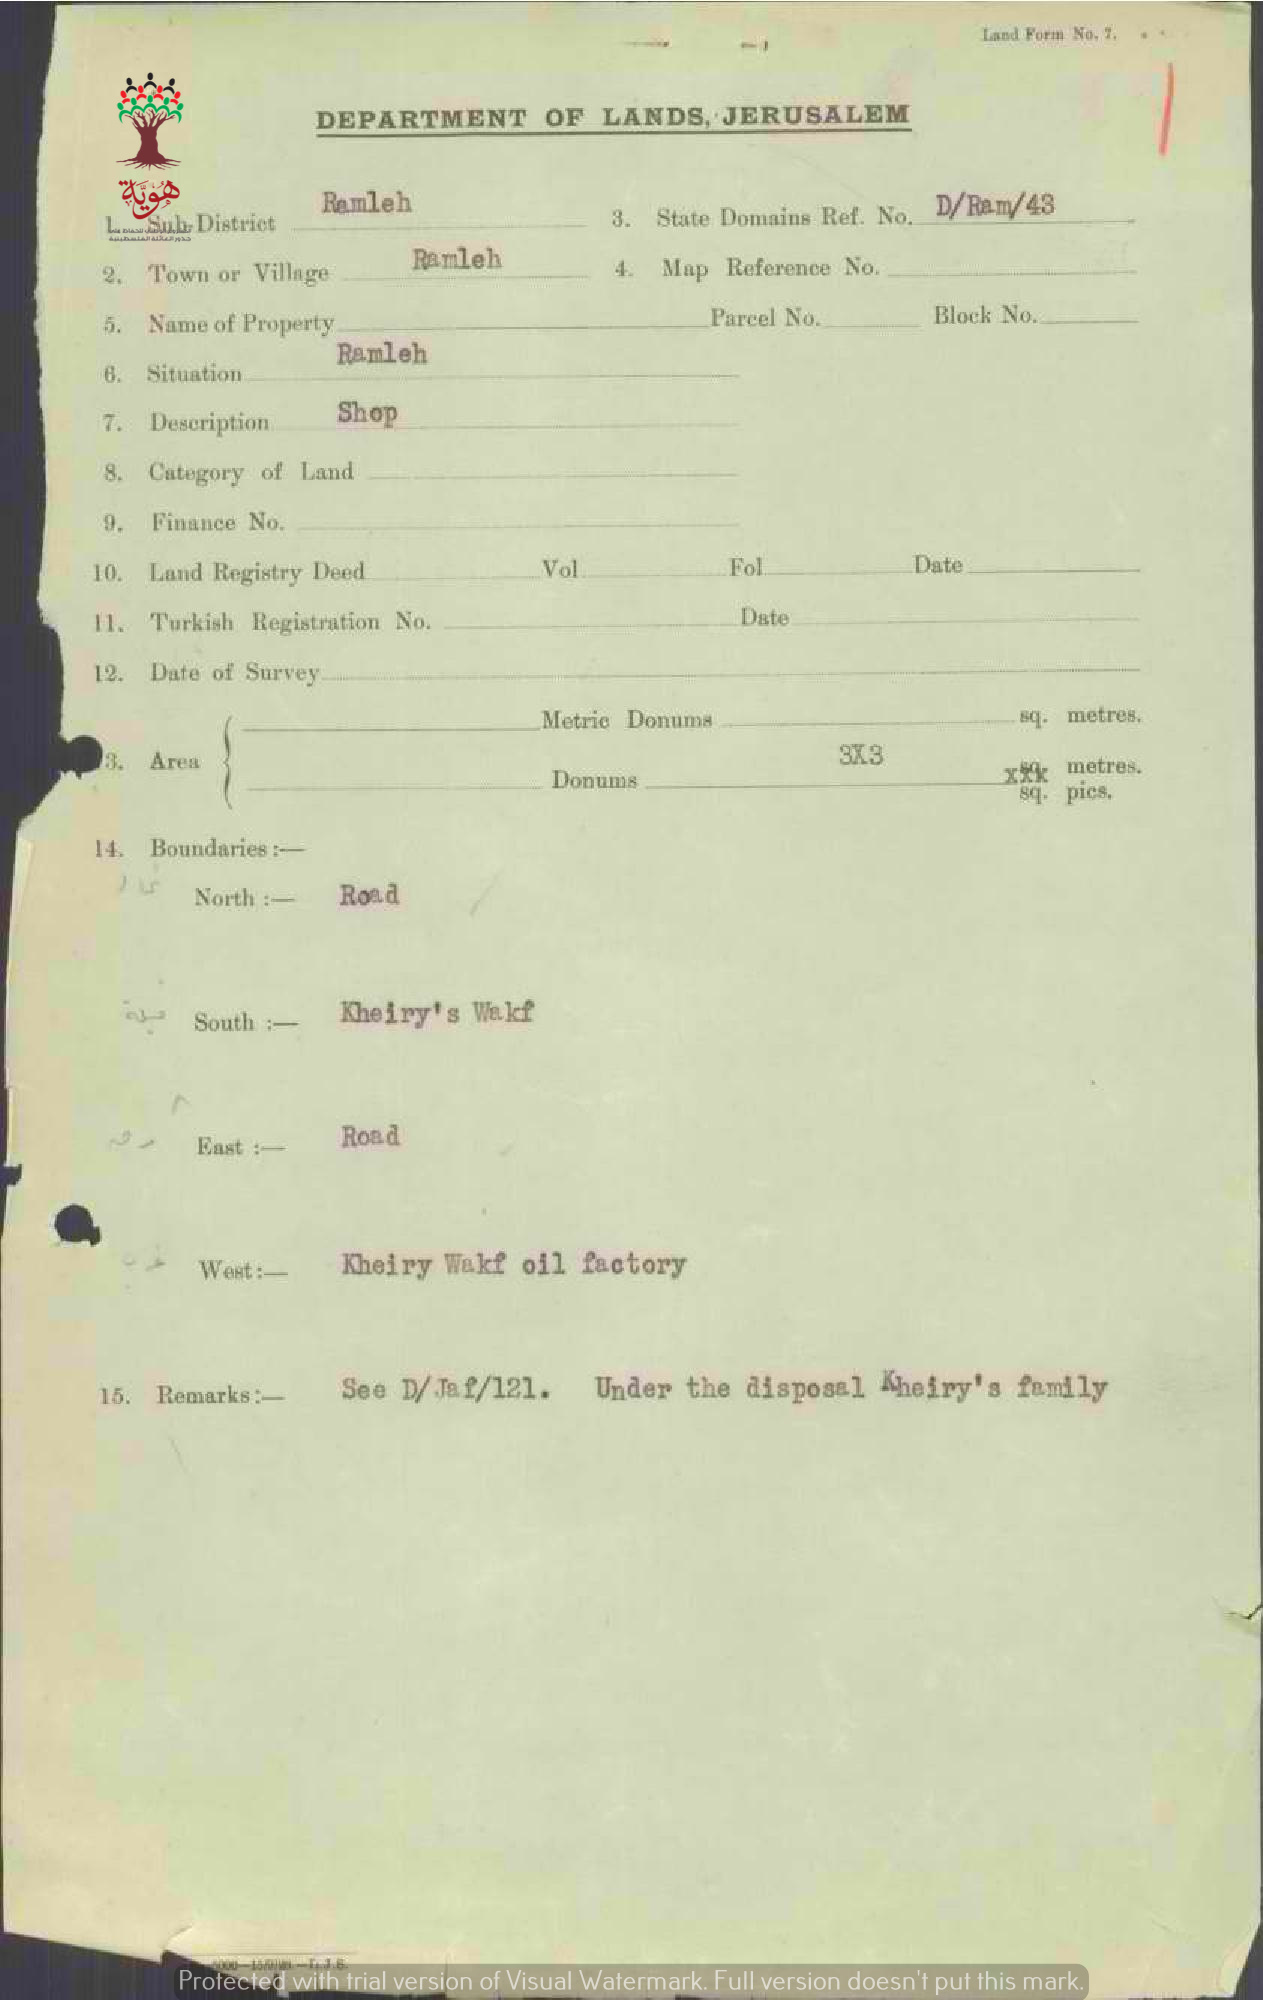 Land Form No. 7.
DEPARTMENT OF LANDS, JERUSALEM
هوية
1. Sub-District Ramleh 3. State Domains Ref. No. D/Ram/43
2. Town or Village Ramleh 4. Map Reference No.
5. Name of Property Parcel No. Block No.
6. Situation Ramleh
7. Description Shop
8. Category of Land
9. Finance No.
10. Land Registry Deed Vol Fol Date
11. Turkish Registration No. Date
12. Date of Survey
Metric Donums sq. metres.
3. Area
3X3 sq. metres.
Donums sq. pics.
14. Boundaries :—
North :— Road
South :— Kheiry's Wakf
East :— Road
West :— Kheiry Wakf oil factory
15. Remarks :— See D/Jaf/121. Under the disposal Kheiry's family
Protected with trial version of Visual Watermark. Full version doesn't put this mark.